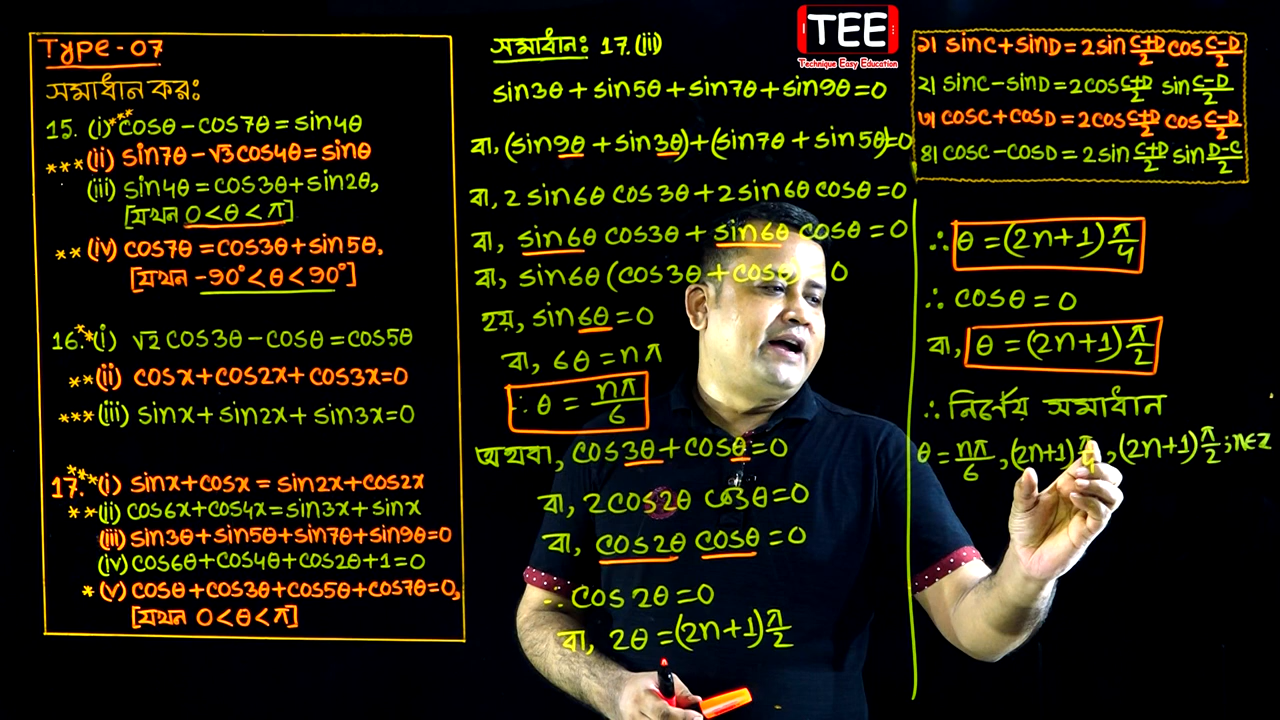 Type-07
সমাধান করঃ
15. (i)*** cosθ-cos7θ=sin4θ
***(ii) sin7θ-√3cos4θ=sinθ
(iii) sin4θ=cos3θ+sin2θ,
[যখন 0<θ<π]
**(iv) cos7θ=cos3θ+sin5θ,
[যখন -90°<θ<90°]
16.**(i) √2cos3θ-cosθ=cos5θ
**(ii) cosx+cos2x+cos3x=0
***(iii) sinx+sin2x+sin3x=0
17.***(i) sinx+cosx=sin2x+cos2x
**(ii) cos6x+cos4x=sin3x+sinx
(iii) sin3θ+sin5θ+sin7θ+sin9θ=0
(iv) cos6θ+cos4θ+cos2θ+1=0
*(v) cosθ+cos3θ+cos5θ+cos7θ=0,
[যখন 0<θ<π]
সমাধানঃ 17.(iii)
sin3θ+sin5θ+sin7θ+sin9θ=0
বা, (sin9θ+sin3θ)+(sin7θ+sin5θ)=0
বা, 2sin6θ cos3θ+2sin6θ cosθ=0
বা, sin6θ cos3θ+sin6θ cosθ=0
বা, sin6θ(cos3θ+cosθ) 0
হয়, sin6θ=0
বা, 6θ=nπ
∴ θ=nπ/6
অথবা, cos3θ+cosθ=0
বা, 2cos2θ cosθ=0
বা, cos2θ cosθ=0
∴ cos2θ=0
বা, 2θ=(2n+1)π/2
TEE
Technique Easy Education
১। sinC+sinD=2sin C+D/2 cos C-D/2
২। sinC-sinD=2cos C+D/2 sin C-D/2
৩। cosC+cosD=2cos C+D/2 cos C-D/2
৪। cosC-cosD=2sin C+D/2 sin D-C/2
∴ θ=(2n+1)π/4
∴ cosθ=0
বা, θ=(2n+1)π/2
∴ নির্ণেয় সমাধান
θ=nπ/6, (2n+1)π/4, (2n+1)π/2; n∈Z